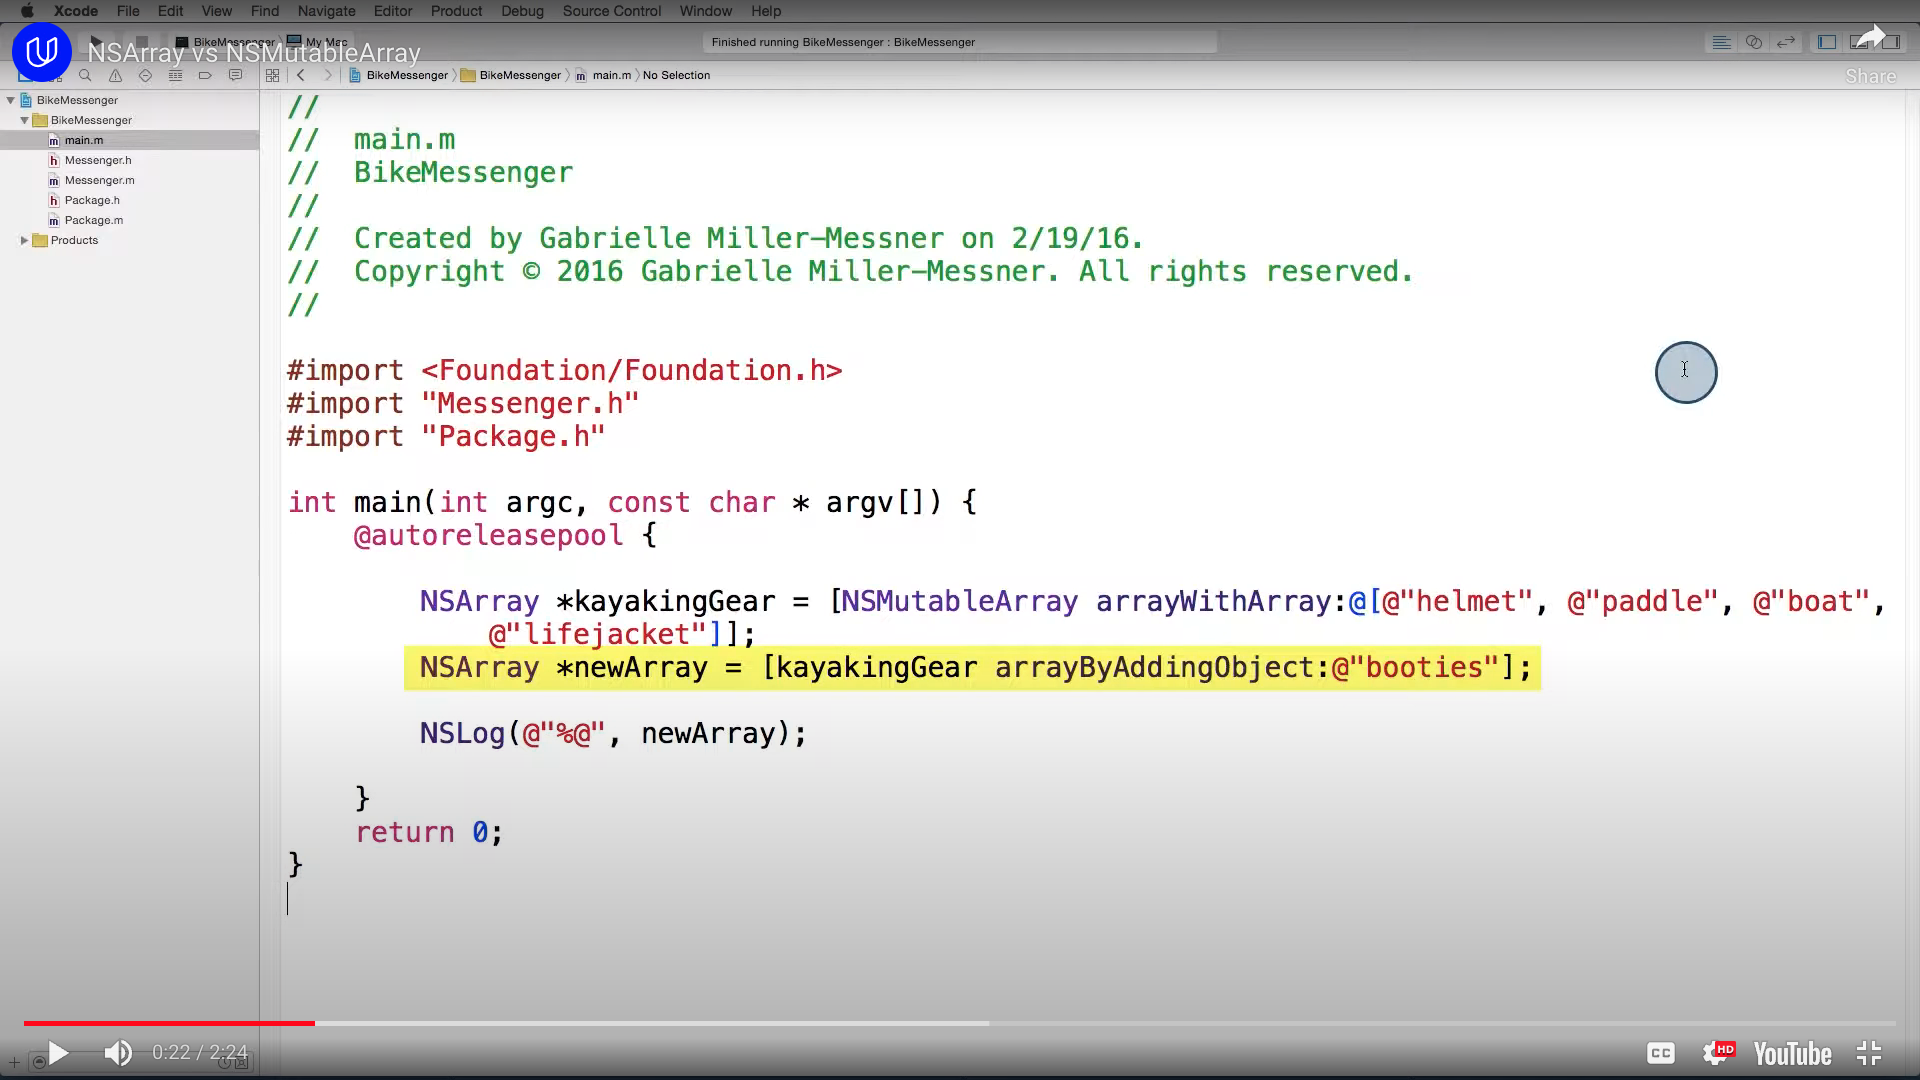 Xcode File Edit View Find Navigate Editor Product Debug Source Control Window Help
BikeMessenger My Mac Finished running BikeMessenger : BikeMessenger
NSArray vs NSMutableArray
Share
BikeMessenger BikeMessenger main.m No Selection
BikeMessenger
BikeMessenger
main.m
Messenger.h
Messenger.m
Package.h
Package.m
Products
//
// main.m
// BikeMessenger
//
// Created by Gabrielle Miller-Messner on 2/19/16.
// Copyright © 2016 Gabrielle Miller-Messner. All rights reserved.
//
#import <Foundation/Foundation.h>
#import "Messenger.h"
#import "Package.h"
int main(int argc, const char * argv[]) {
@autoreleasepool {
NSArray *kayakingGear = [NSMutableArray arrayWithArray:@[@"helmet", @"paddle", @"boat",
@"lifejacket"]];
NSArray *newArray = [kayakingGear arrayByAddingObject:@"booties"];
NSLog(@"%@", newArray);
}
return 0;
}
0:22 / 2:24
CC HD YouTube